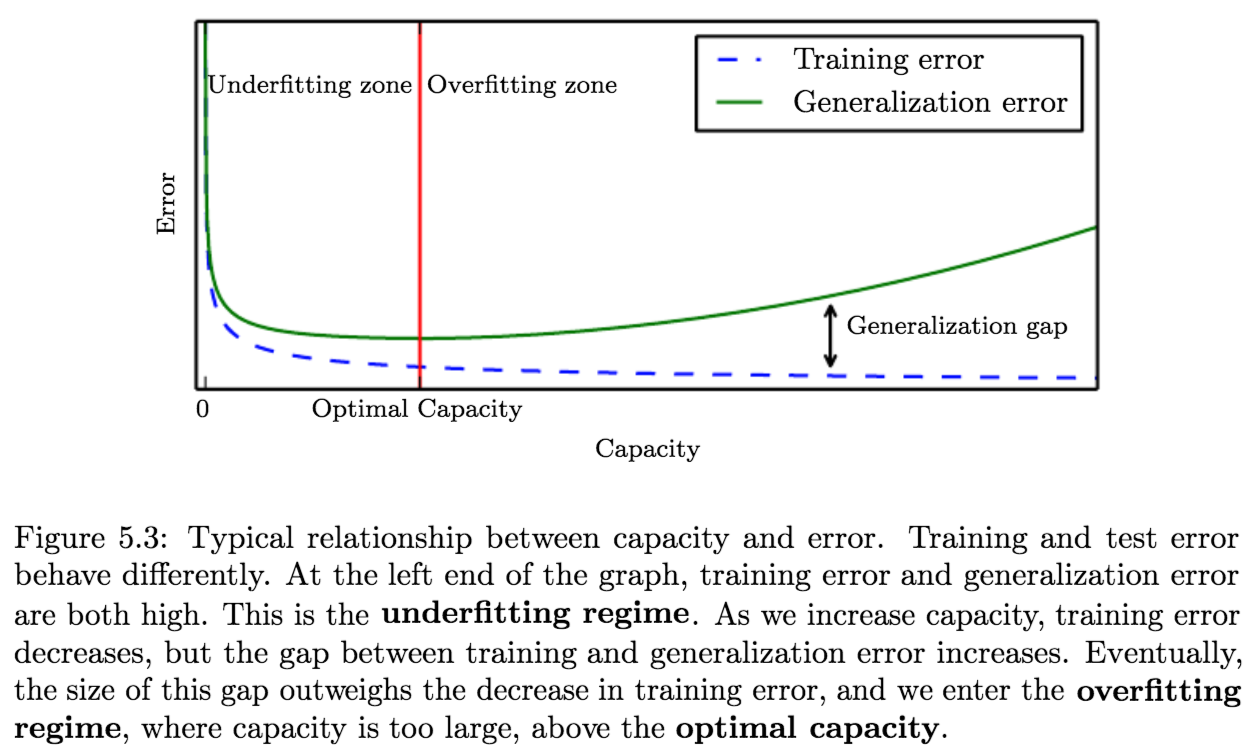 Underfitting zone
Overfitting zone
Training error
Generalization error
Error
Generalization gap
0
Optimal Capacity
Capacity
Figure 5.3: Typical relationship between capacity and error. Training and test error
behave differently. At the left end of the graph, training error and generalization error
are both high. This is the underfitting regime. As we increase capacity, training error
decreases, but the gap between training and generalization error increases. Eventually,
the size of this gap outweighs the decrease in training error, and we enter the overfitting
regime, where capacity is too large, above the optimal capacity.